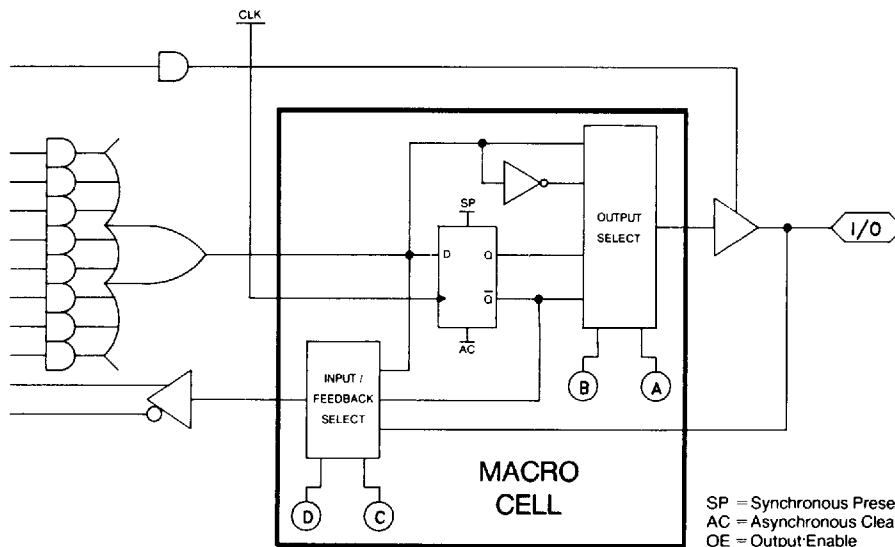 CLK
SP
OUTPUT
SELECT
I/O
D
Q
Q̅
AC
INPUT /
FEEDBACK
SELECT
B
A
D
C
MACRO
CELL
SP = Synchronous Prese
AC = Asynchronous Clea
OE = Output Enable